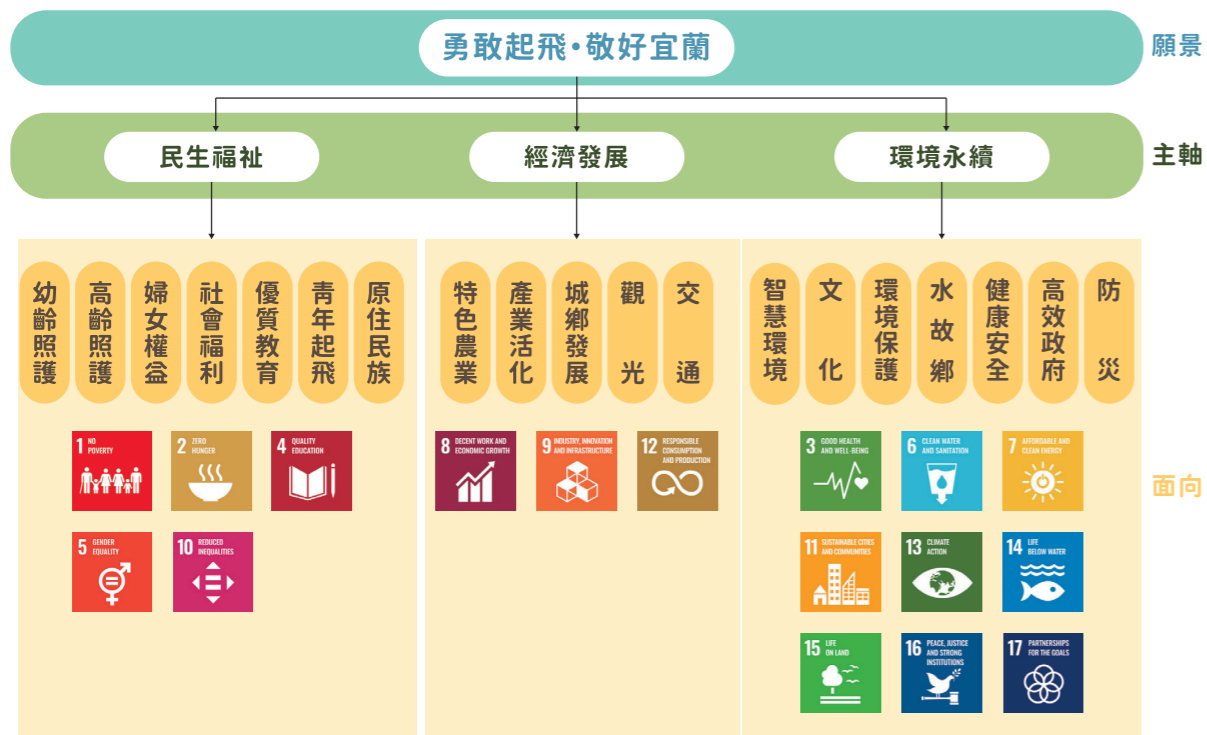 勇敢起飛・敬好宜蘭
願景
民生福祉
經濟發展
環境永續
主軸
幼齡照護
高齡照護
婦女權益
社會福利
優質教育
青年起飛
原住民族
特色農業
產業活化
城鄉發展
觀光
交通
智慧環境
文化
環境保護
水故鄉
健康安全
高效政府
防災
面向
1 NO
POVERTY
2 ZERO
HUNGER
4 QUALITY
EDUCATION
5 GENDER
EQUALITY
10 REDUCED
INEQUALITIES
8 DECENT WORK AND
ECONOMIC GROWTH
9 INDUSTRY, INNOVATION
AND INFRASTRUCTURE
12 RESPONSIBLE
CONSUMPTION
AND PRODUCTION
3 GOOD HEALTH
AND WELL-BEING
6 CLEAN WATER
AND SANITATION
7 AFFORDABLE AND
CLEAN ENERGY
11 SUSTAINABLE CITIES
AND COMMUNITIES
13 CLIMATE
ACTION
14 LIFE
BELOW WATER
15 LIFE
ON LAND
16 PEACE, JUSTICE
AND STRONG
INSTITUTIONS
17 PARTNERSHIPS
FOR THE GOALS